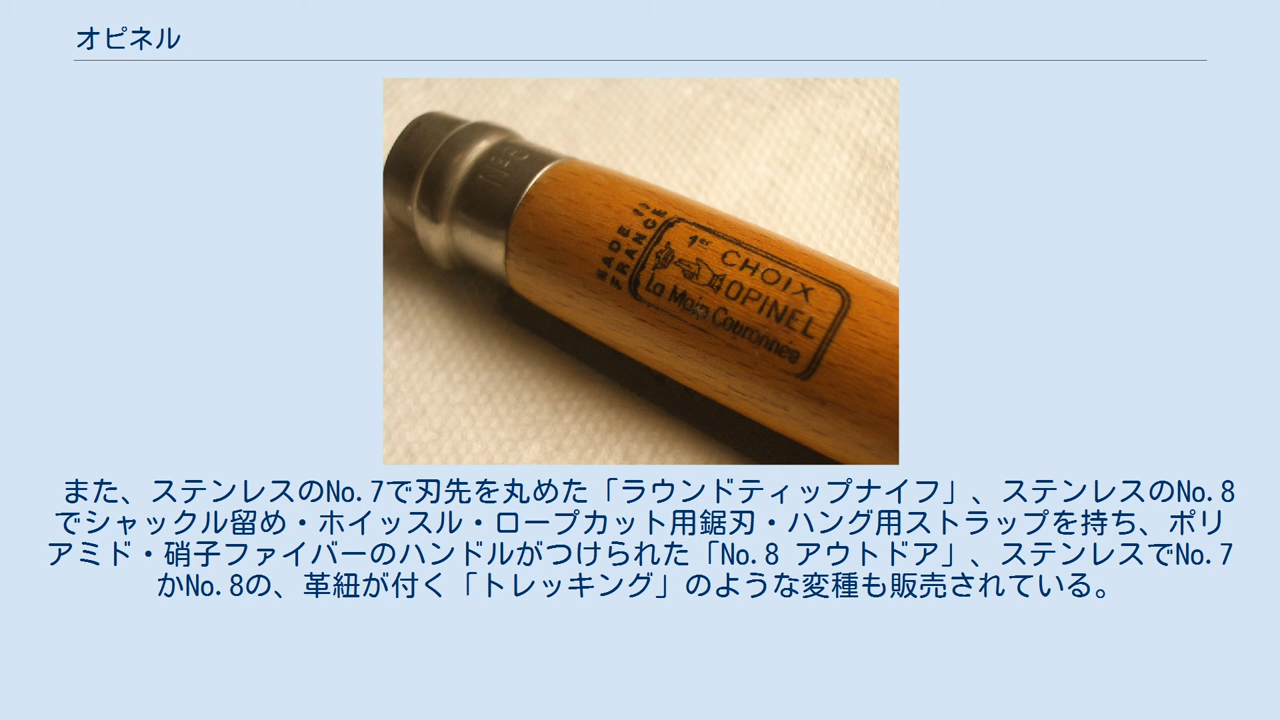 オピネル
N°8
MADE IN
FRANCE
1er CHOIX
OPINEL
La Main Couronnée
また、ステンレスのNo.7で刃先を丸めた「ラウンドティップナイフ」、ステンレスのNo.8
でシャックル留め・ホイッスル・ロープカット用鋸刃・ハング用ストラップを持ち、ポリ
アミド・硝子ファイバーのハンドルがつけられた「No.8 アウトドア」、ステンレスでNo.7
かNo.8の、革紐が付く「トレッキング」のような変種も販売されている。